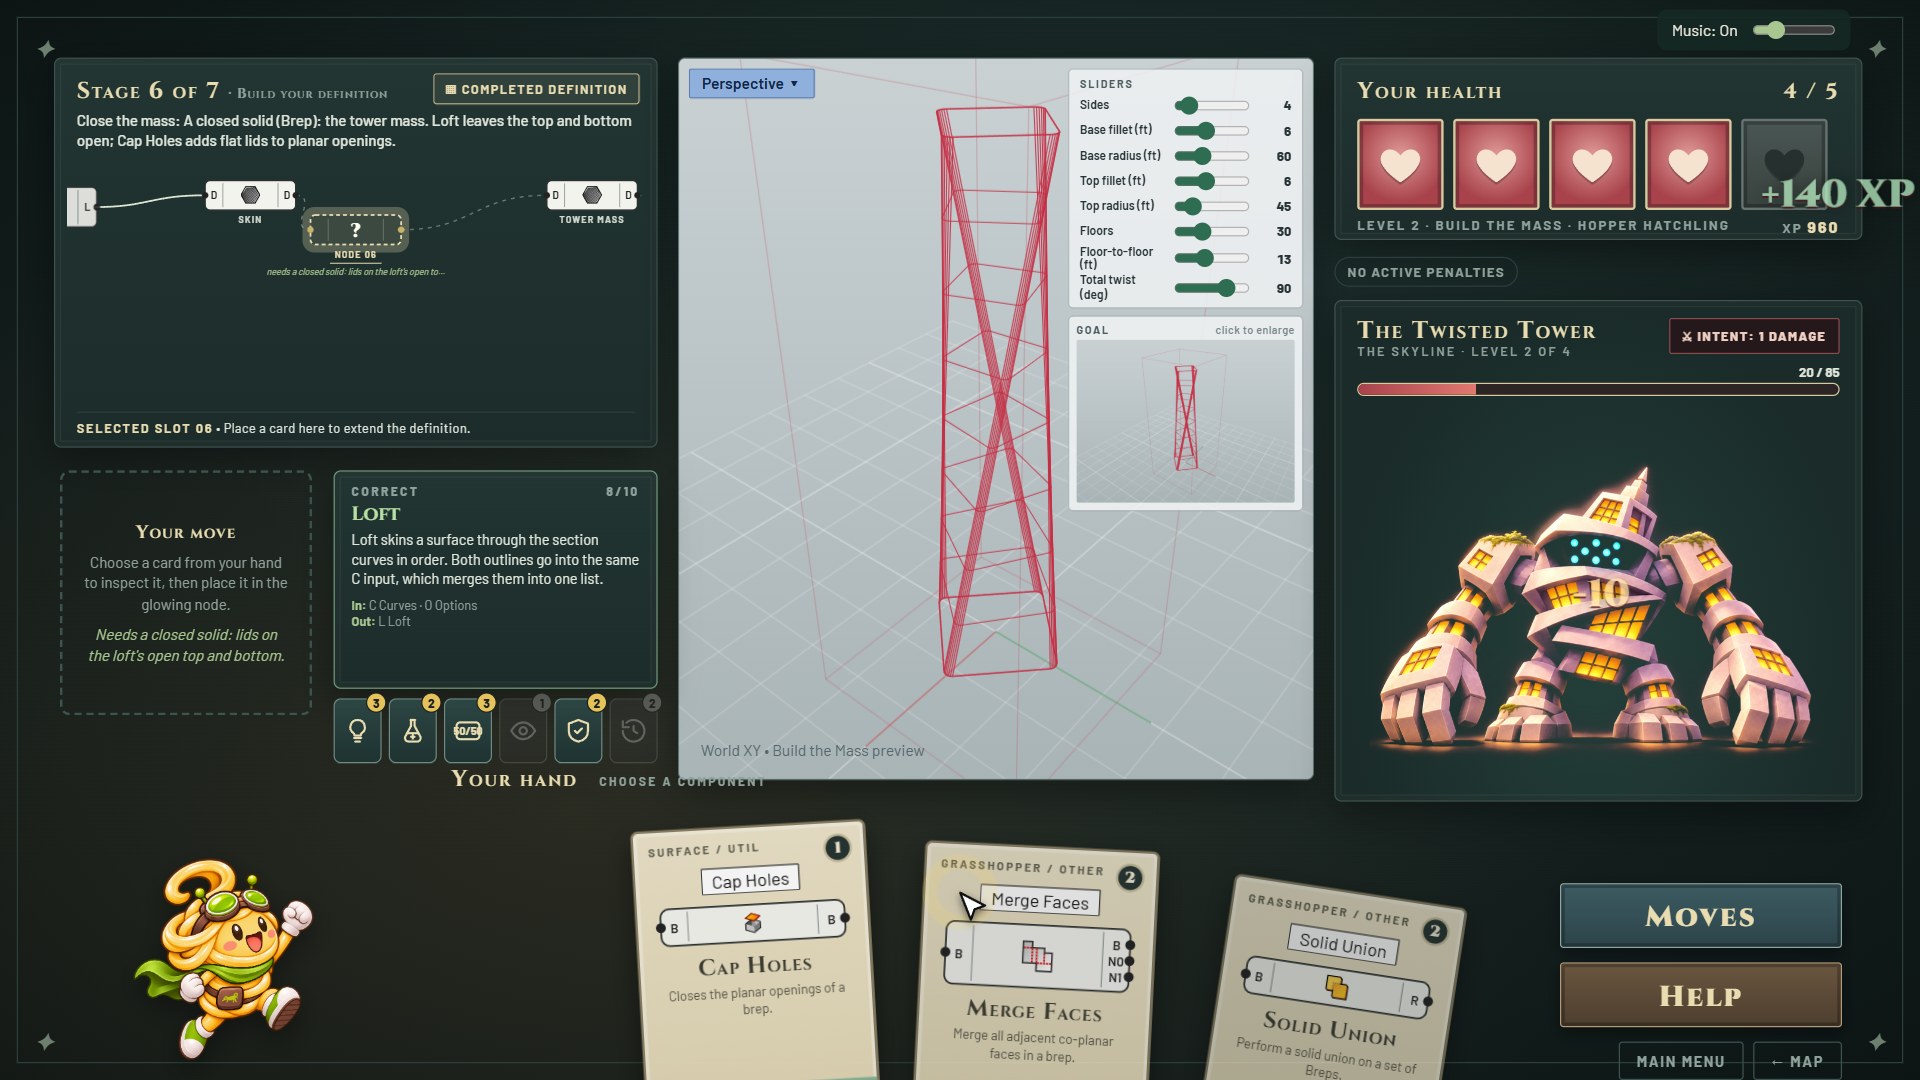 Music: On
STAGE 6 OF 7 · BUILD YOUR DEFINITION
COMPLETED DEFINITION
Close the mass: A closed solid (Brep): the tower mass. Loft leaves the top and bottom
open; Cap Holes adds flat lids to planar openings.
L
D D
SKIN
?
NODE 06
needs a closed solid: lids on the loft's open to...
D D
TOWER MASS
SELECTED SLOT 06 • Place a card here to extend the definition.
YOUR MOVE
Choose a card from your hand
to inspect it, then place it in the
glowing node.
Needs a closed solid: lids on
the loft's open top and bottom.
CORRECT 8/10
LOFT
Loft skins a surface through the section
curves in order. Both outlines go into the same
C input, which merges them into one list.
In: C Curves · O Options
Out: L Loft
3 2 3 1 2 2
50/50
YOUR HAND CHOOSE A COMPONENT
Perspective ▼
SLIDERS
Sides 4
Base fillet (ft) 6
Base radius (ft) 60
Top fillet (ft) 6
Top radius (ft) 45
Floors 30
Floor-to-floor
(ft) 13
Total twist
(deg) 90
GOAL click to enlarge
World XY • Build the Mass preview
YOUR HEALTH 4 / 5
+140 XP
LEVEL 2 · BUILD THE MASS · HOPPER HATCHLING XP 960
NO ACTIVE PENALTIES
THE TWISTED TOWER
THE SKYLINE · LEVEL 2 OF 4
INTENT: 1 DAMAGE
20 / 85
-10
SURFACE / UTIL 1
Cap Holes
B B
CAP HOLES
Closes the planar openings of a
brep.
GRASSHOPPER / OTHER 2
Merge Faces
B B
N0
N1
MERGE FACES
Merge all adjacent co-planar
faces in a brep.
GRASSHOPPER / OTHER 2
Solid Union
B R
SOLID UNION
Perform a solid union on a set of
Breps.
MOVES
HELP
MAIN MENU
← MAP